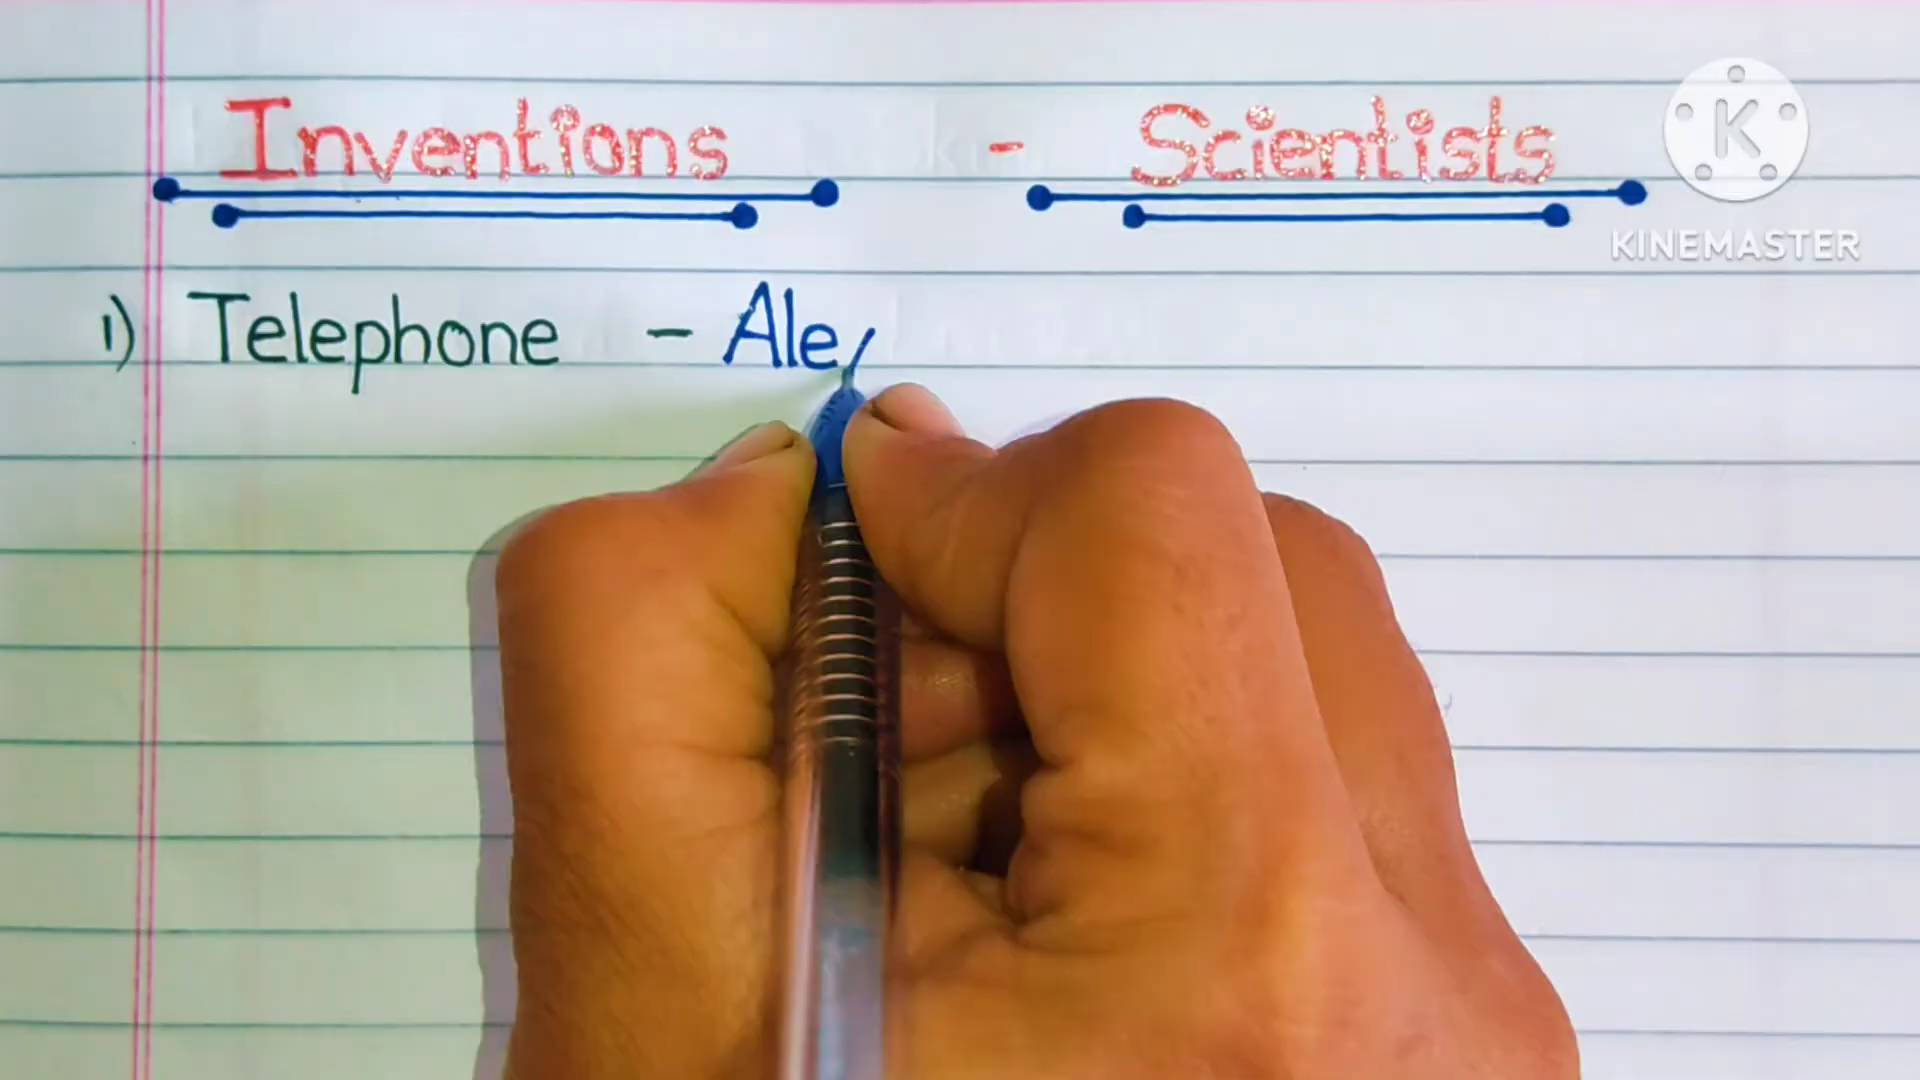 Inventions - Scientists
K
KINEMASTER
1) Telephone - Ale